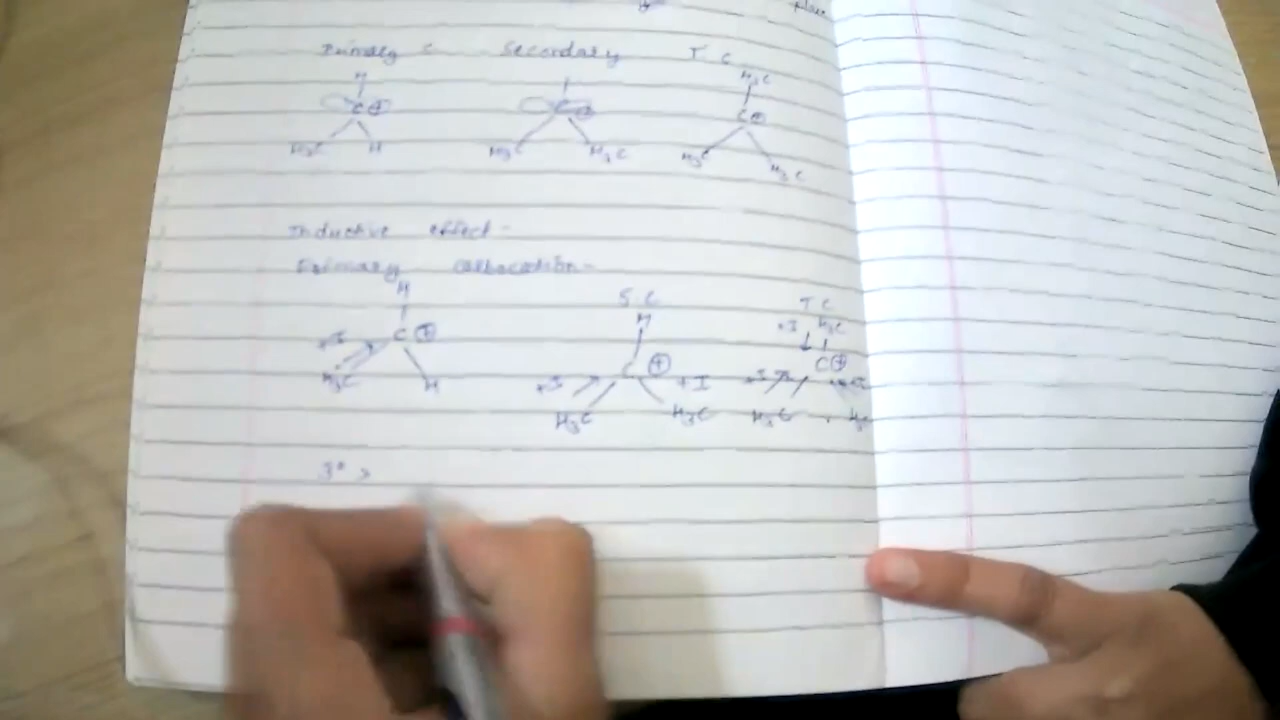 Primary C Secondary T. C
H H3C
C⊕ C⊕ C⊕
H3C H H3C H3C H3C H3C
Inductive effect-
Primary carbocation-
H S. C T C
H +I H3C
+I C⊕ C⊕ C⊕
H3C H +I +I +I +I
H3C H3C H3C H3C
3° >